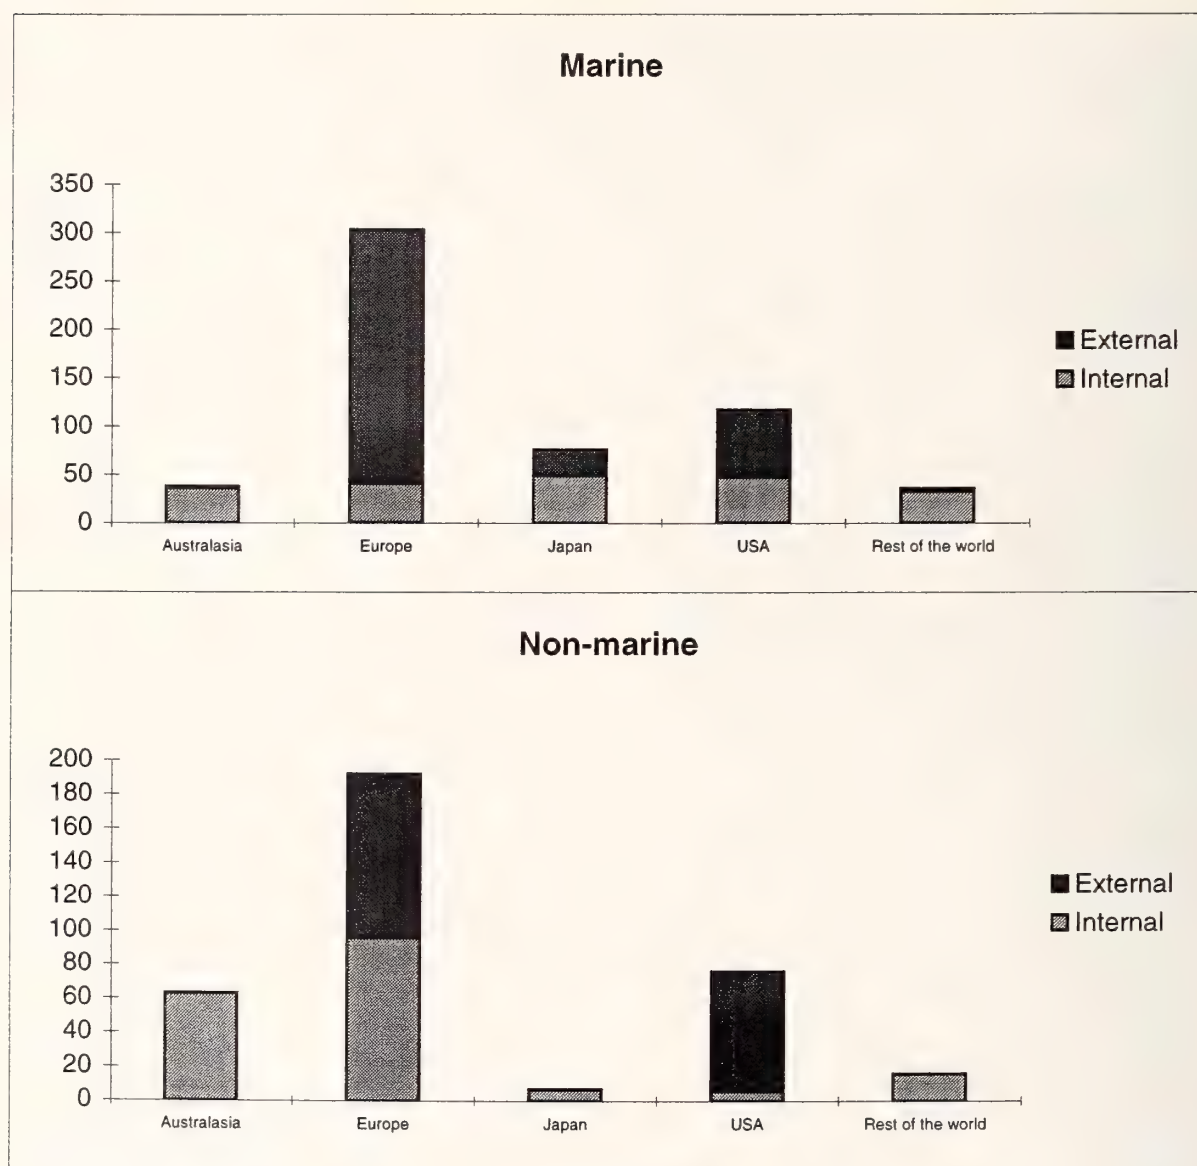 Marine
350
300
250
200
150
100
50
0
External
Internal
Australasia Europe Japan USA Rest of the world
Non-marine
200
180
160
140
120
100
80
60
40
20
0
External
Internal
Australasia Europe Japan USA Rest of the world